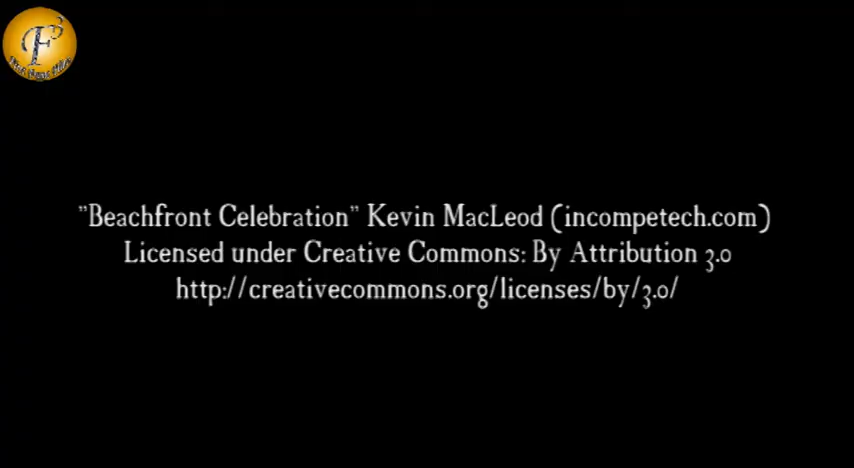 "Beachfront Celebration" Kevin MacLeod (incompetech.com)
Licensed under Creative Commons: By Attribution 3.0
http://creativecommons.org/licenses/by/3.0/